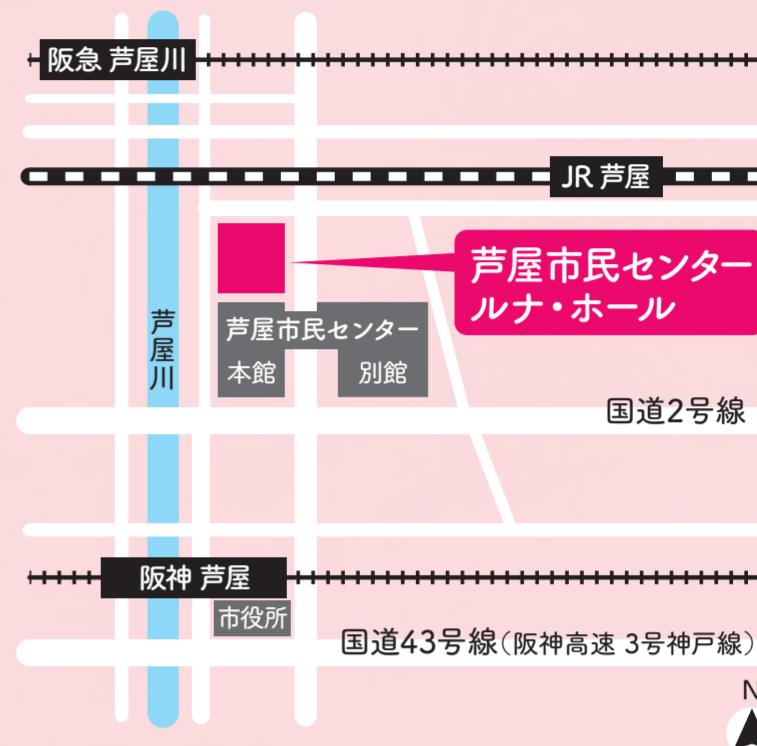 阪急 芦屋川
JR 芦屋
芦屋市民センター
ルナ・ホール
芦屋川
芦屋市民センター
本館
別館
国道2号線
阪神 芦屋
市役所
国道43号線(阪神高速 3号神戸線)
N